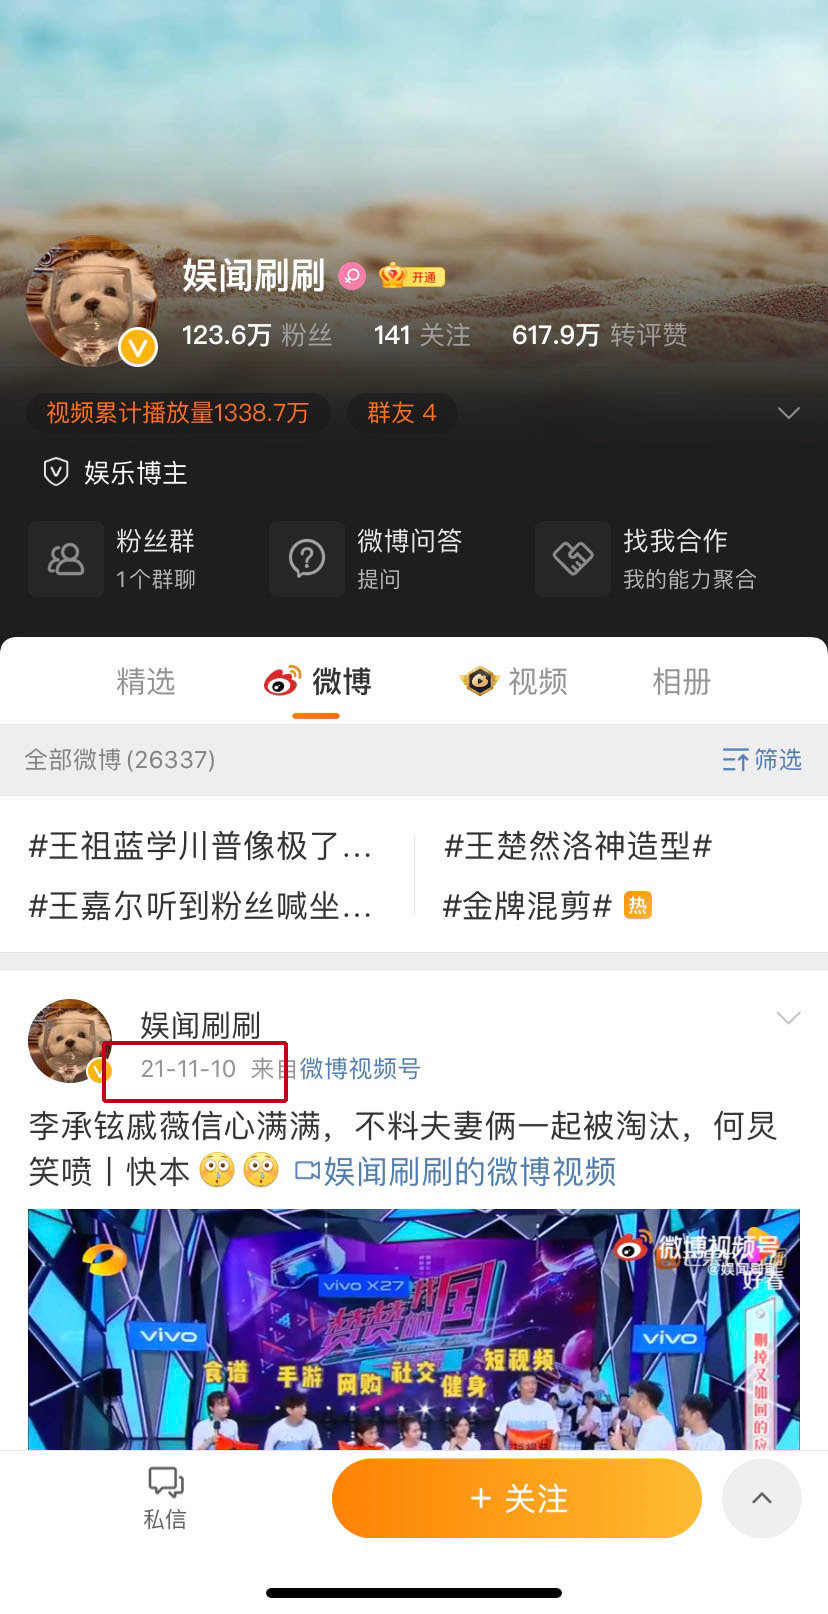 娱闻刷刷 开通
123.6万 粉丝 141 关注 617.9万 转评赞
视频累计播放量1338.7万 群友 4
娱乐博主
粉丝群 微博问答 找我合作
1个群聊 提问 我的能力聚合
精选 微博 视频 相册
全部微博(26337) 筛选
#王祖蓝学川普像极了... #王楚然洛神造型#
#王嘉尔听到粉丝喊坐... #金牌混剪# 热
娱闻刷刷
21-11-10 来自微博视频号
李承铉戚薇信心满满，不料夫妻俩一起被淘汰，何炅
笑喷丨快本 娱闻刷刷的微博视频
微博视频号
@娱闻刷刷
好看
vivo X27
赞赞我的国
vivo
vivo
食谱 手游 网购 社交 健身 短视频
删掉又加回的应
私信
+ 关注